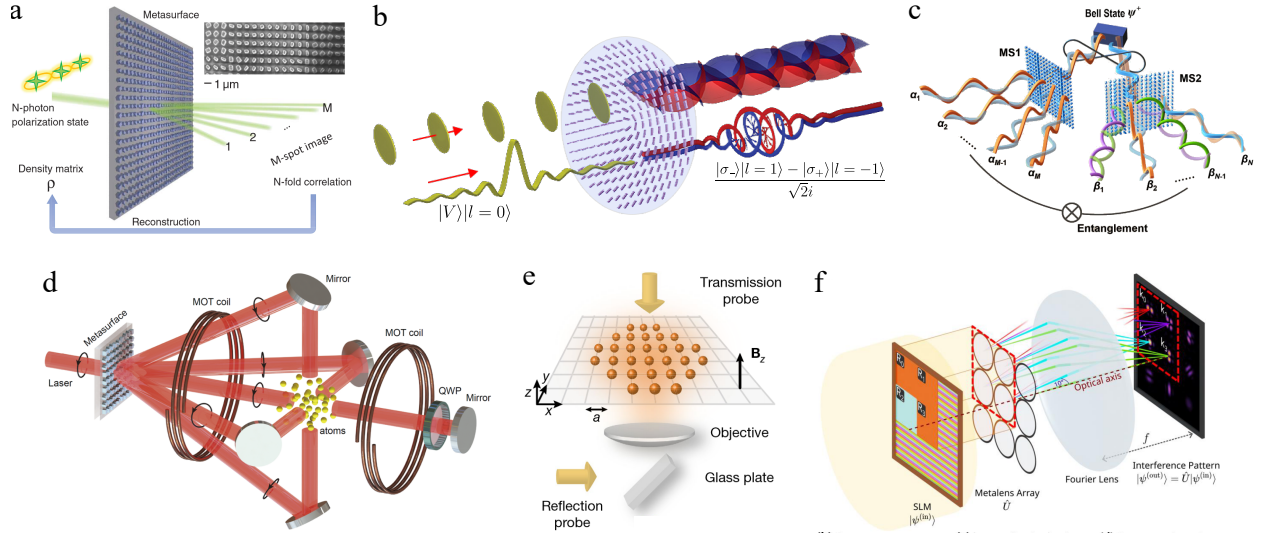 a
Metasurface
1 μm
N-photon
polarization state
M
...
2
1
M-spot image
Density matrix
ρ
N-fold correlation
Reconstruction
b
|V⟩|l = 0⟩
|σ₋⟩|l = 1⟩ − |σ₊⟩|l = −1⟩
√2i
c
Bell State ψ⁺
MS1
MS2
α₁
α₂
......
α_M-1
α_M
β₁
β₂
......
β_N-1
β_N
Entanglement
d
Mirror
MOT coil
Metasurface
MOT coil
Laser
QWP
Mirror
atoms
e
Transmission
probe
B_z
z
y
x
a
Objective
Glass plate
Reflection
probe
f
Optical axis
f
Fourier Lens
Interference Pattern
|ψ^(out)⟩ = Û|ψ^(in)⟩
Metalens Array
Û
SLM
|ψ^(in)⟩